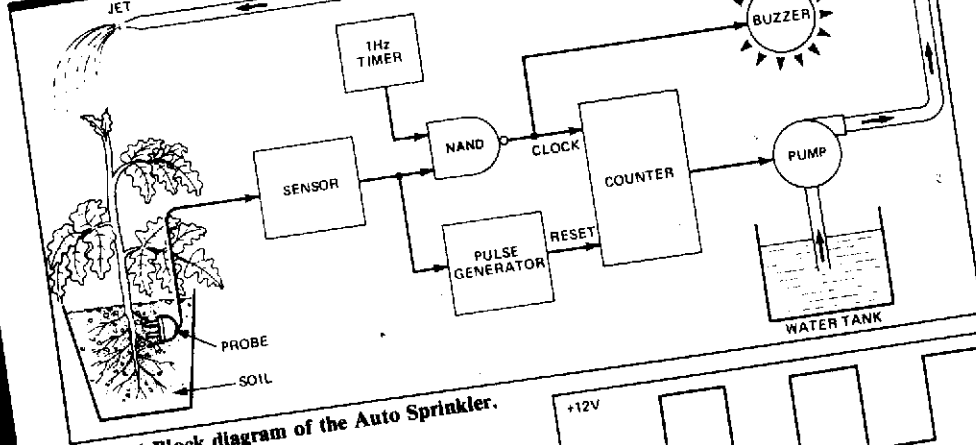 JET
1Hz
TIMER
BUZZER
NAND
CLOCK
SENSOR
COUNTER
PUMP
PULSE
GENERATOR
RESET
PROBE
SOIL
WATER TANK
Block diagram of the Auto Sprinkler.
+12V